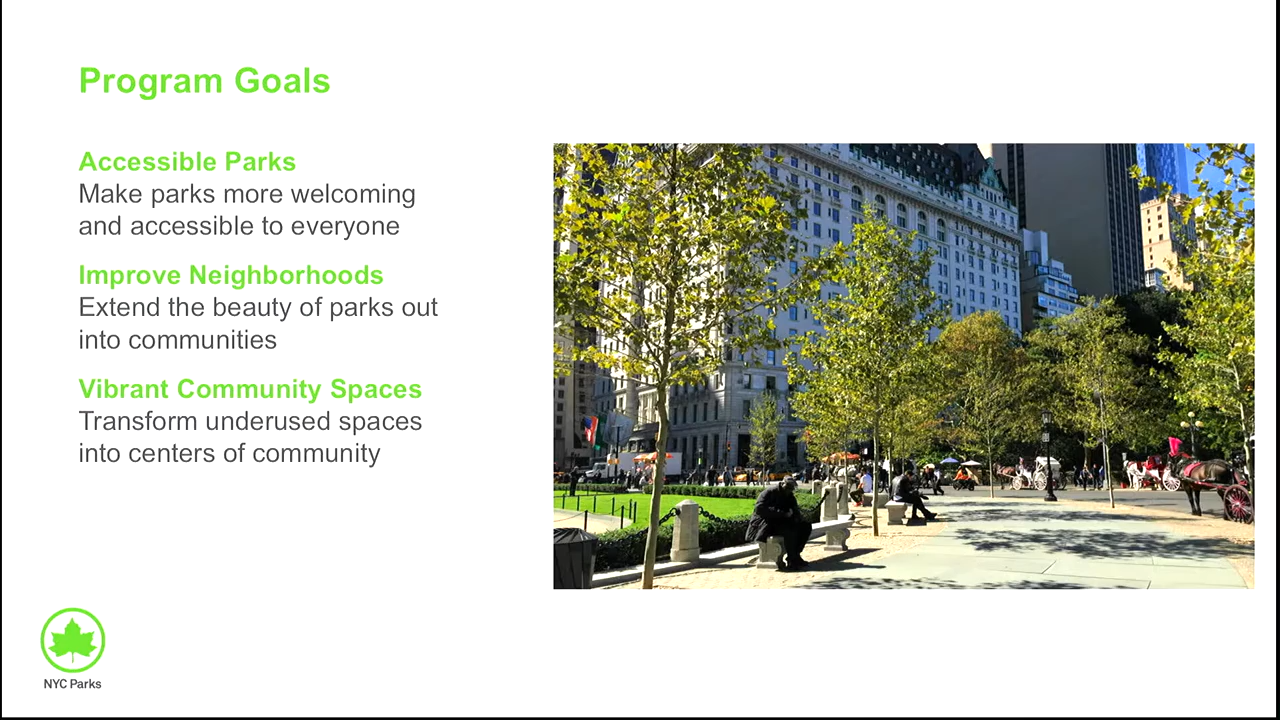 Program Goals
Accessible Parks
Make parks more welcoming
and accessible to everyone
Improve Neighborhoods
Extend the beauty of parks out
into communities
Vibrant Community Spaces
Transform underused spaces
into centers of community
NYC Parks